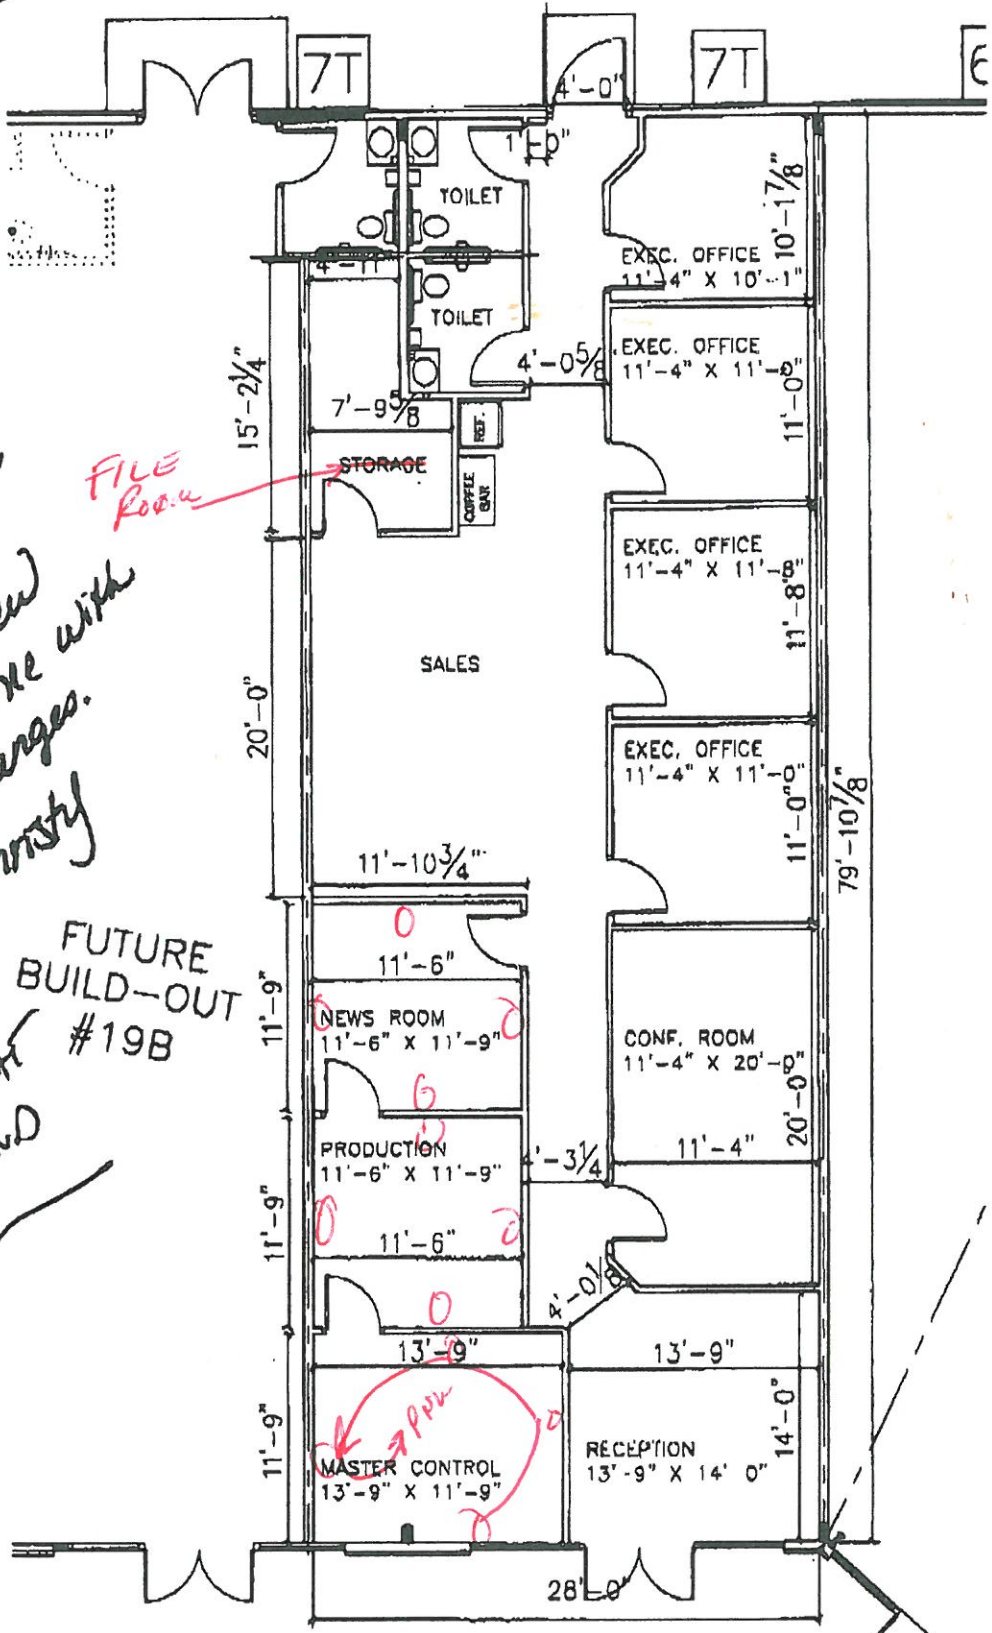 7T
7T
6
4'-0"
1'-0"
TOILET
10'-1 7/8"
EXEC. OFFICE
11'-4" X 10'-1"
4'-11"
TOILET
EXEC. OFFICE
11'-4" X 11'-0"
11'-0"
4'-0 5/8
15'-2 1/4"
7'-9 5/8
REF.
FILE
Room
STORAGE
COFFEE
BAR
EXEC. OFFICE
11'-4" X 11'-8"
11'-8"
with
SALES
20'-0"
EXEC. OFFICE
11'-4" X 11'-0"
11'-0"
79'-10 7/8"
11'-10 3/4"
FUTURE
BUILD-OUT
#19B
11'-6"
11'-9"
NEWS ROOM
11'-6" X 11'-9"
CONF. ROOM
11'-4" X 20'-0"
20'-0"
11'-4"
PRODUCTION
11'-6" X 11'-9"
'-3 1/4
11'-9"
11'-6"
4'-0 1/8
13'-9"
13'-9"
14'-0"
11'-9"
MASTER CONTROL
13'-9" X 11'-9"
RECEPTION
13'-9" X 14' 0"
28'-0"